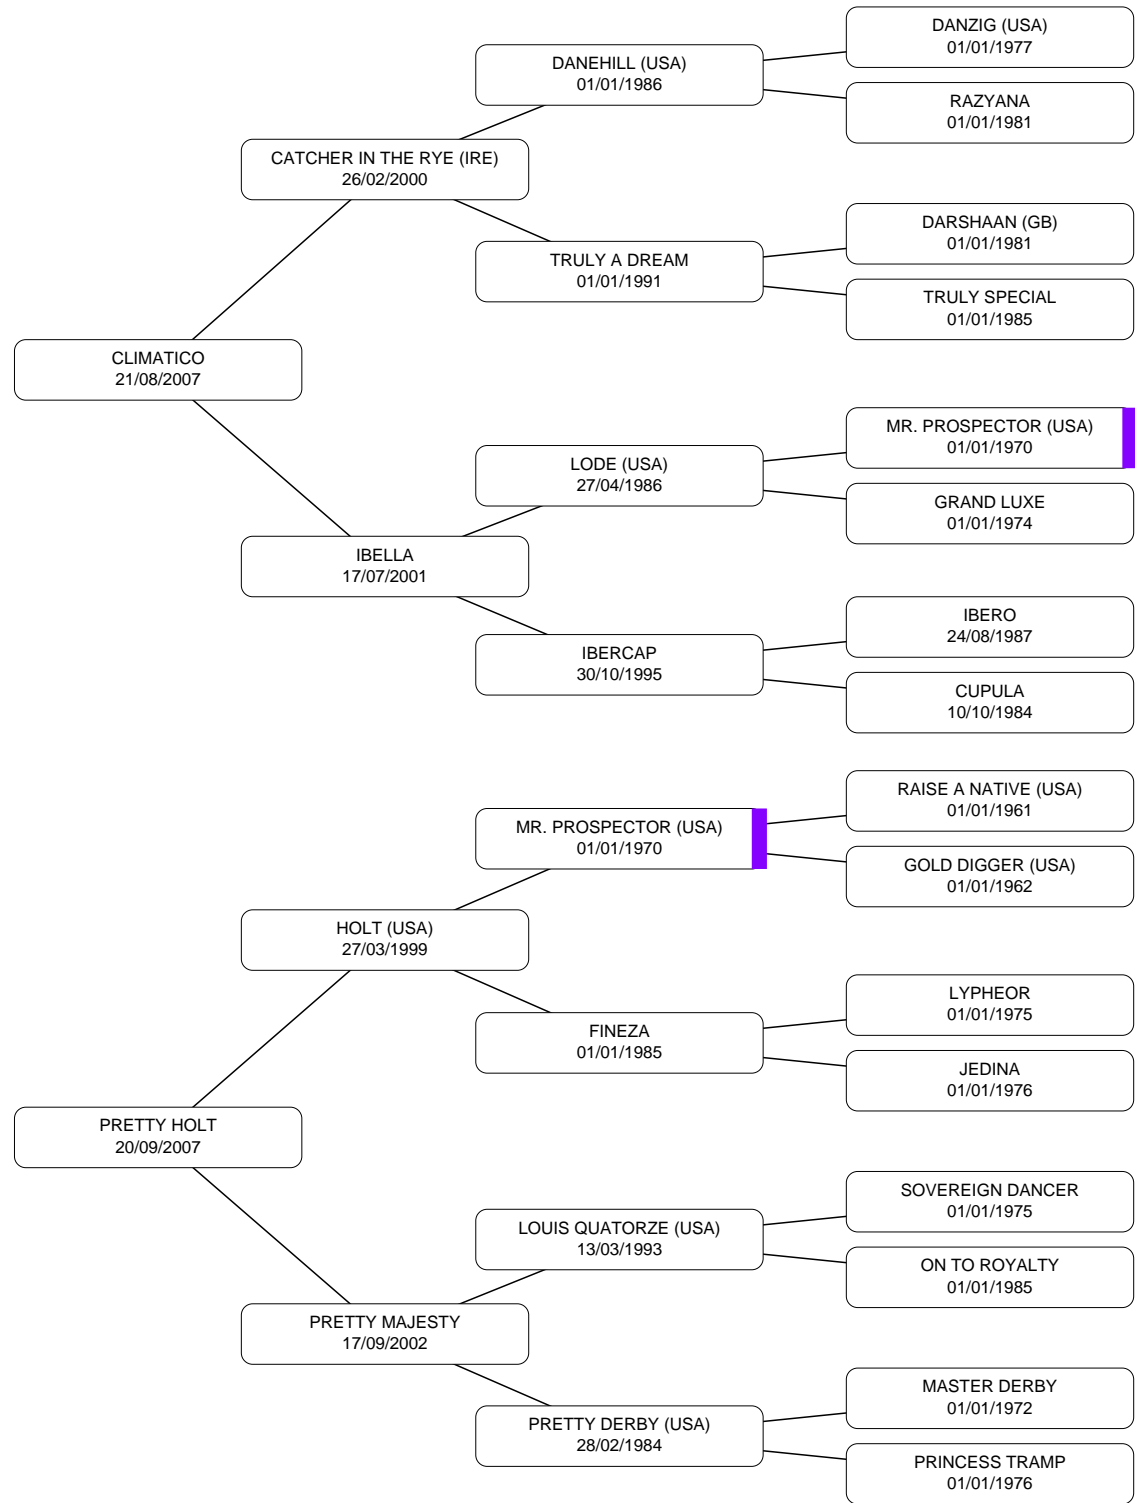 DANZIG (USA)
01/01/1977
DANEHILL (USA)
01/01/1986
RAZYANA
01/01/1981
CATCHER IN THE RYE (IRE)
26/02/2000
DARSHAAN (GB)
01/01/1981
TRULY A DREAM
01/01/1991
TRULY SPECIAL
01/01/1985
CLIMATICO
21/08/2007
MR. PROSPECTOR (USA)
01/01/1970
LODE (USA)
27/04/1986
GRAND LUXE
01/01/1974
IBELLA
17/07/2001
IBERO
24/08/1987
IBERCAP
30/10/1995
CUPULA
10/10/1984
RAISE A NATIVE (USA)
01/01/1961
MR. PROSPECTOR (USA)
01/01/1970
GOLD DIGGER (USA)
01/01/1962
HOLT (USA)
27/03/1999
LYPHEOR
01/01/1975
FINEZA
01/01/1985
JEDINA
01/01/1976
PRETTY HOLT
20/09/2007
SOVEREIGN DANCER
01/01/1975
LOUIS QUATORZE (USA)
13/03/1993
ON TO ROYALTY
01/01/1985
PRETTY MAJESTY
17/09/2002
MASTER DERBY
01/01/1972
PRETTY DERBY (USA)
28/02/1984
PRINCESS TRAMP
01/01/1976